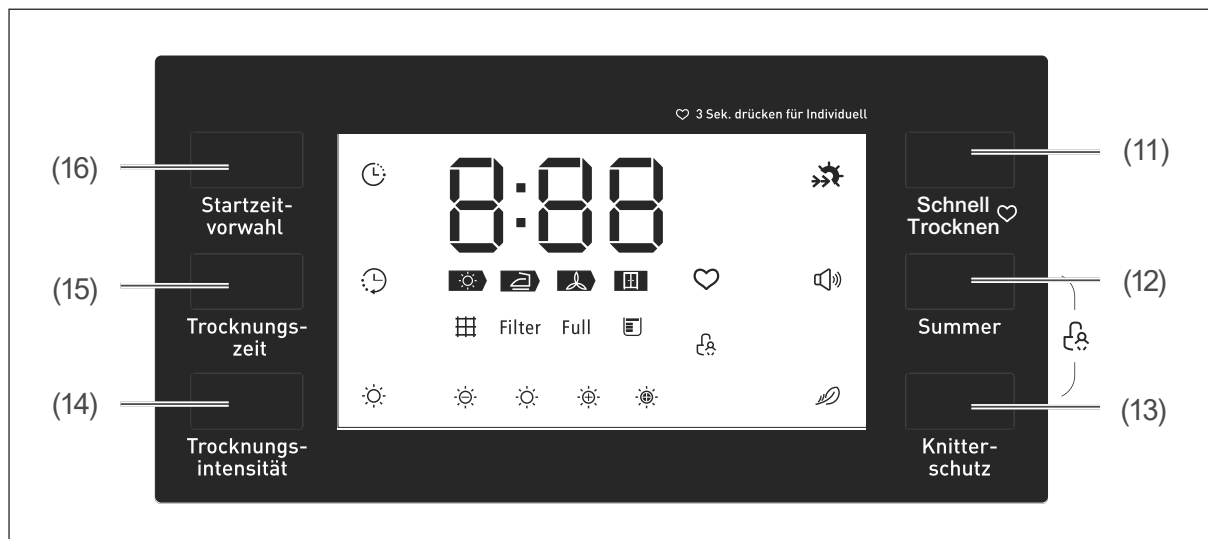 3 Sek. drücken für Individuell
(16)
Startzeit-
vorwahl
8:88
(11)
Schnell
Trocknen
(15)
Trocknungs-
zeit
Filter Full
(12)
Summer
(14)
Trocknungs-
intensität
(13)
Knitter-
schutz